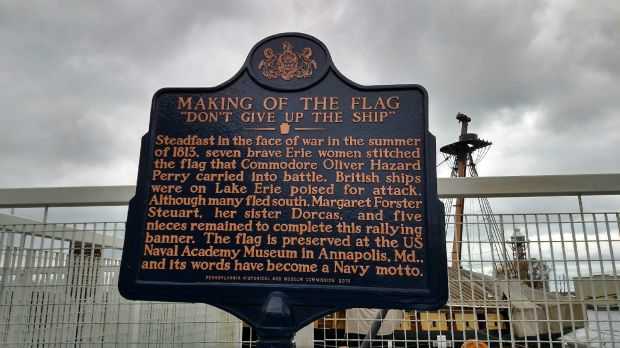 MAKING OF THE FLAG
"DON'T GIVE UP THE SHIP"
Steadfast in the face of war in the summer
of 1813, seven brave Erie women stitched
the flag that Commodore Oliver Hazard
Perry carried into battle. British ships
were on Lake Erie poised for attack.
Although many fled south, Margaret Forster
Steuart, her sister Dorcas, and five
nieces remained to complete this rallying
banner. The flag is preserved at the US
Naval Academy Museum in Annapolis, Md.,
and its words have become a Navy motto.
PENNSYLVANIA HISTORICAL AND MUSEUM COMMISSION 2013